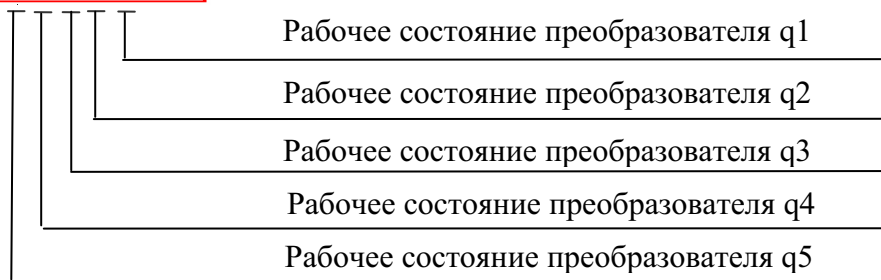 Рабочее состояние преобразователя q1
Рабочее состояние преобразователя q2
Рабочее состояние преобразователя q3
Рабочее состояние преобразователя q4
Рабочее состояние преобразователя q5